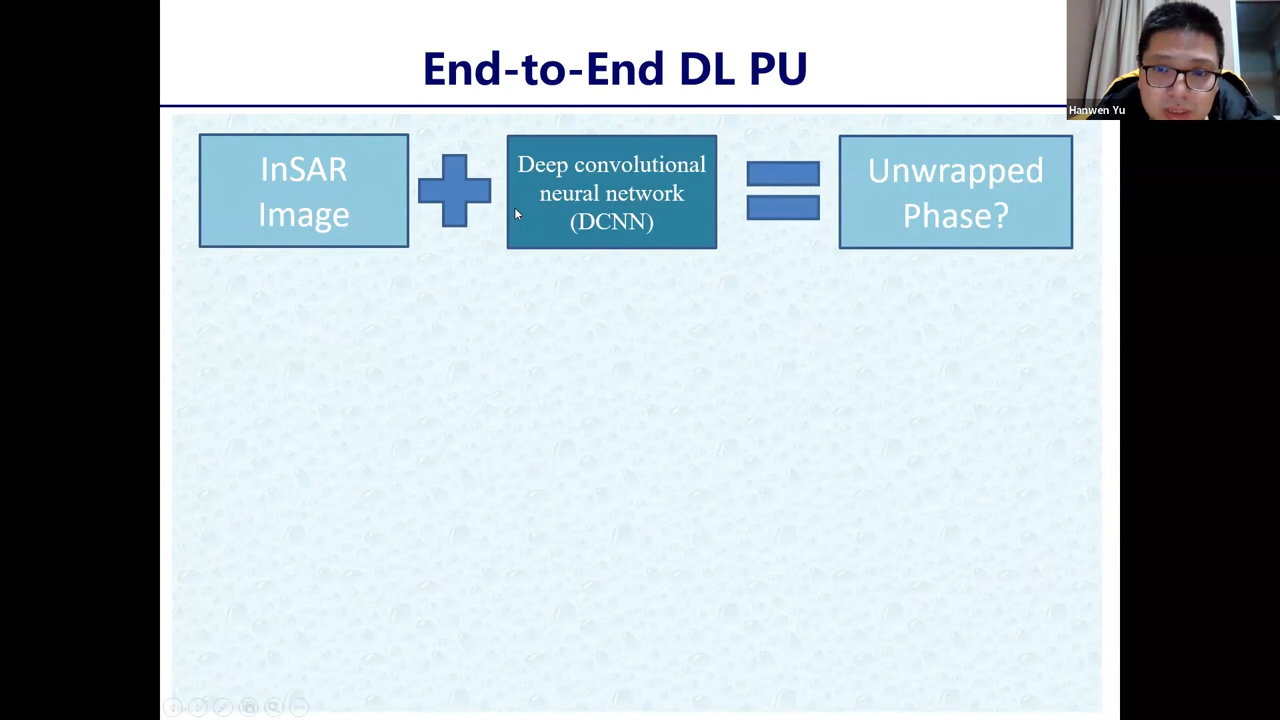 End-to-End DL PU
Hanwen Yu
InSAR
Image
Deep convolutional
neural network
(DCNN)
Unwrapped
Phase?